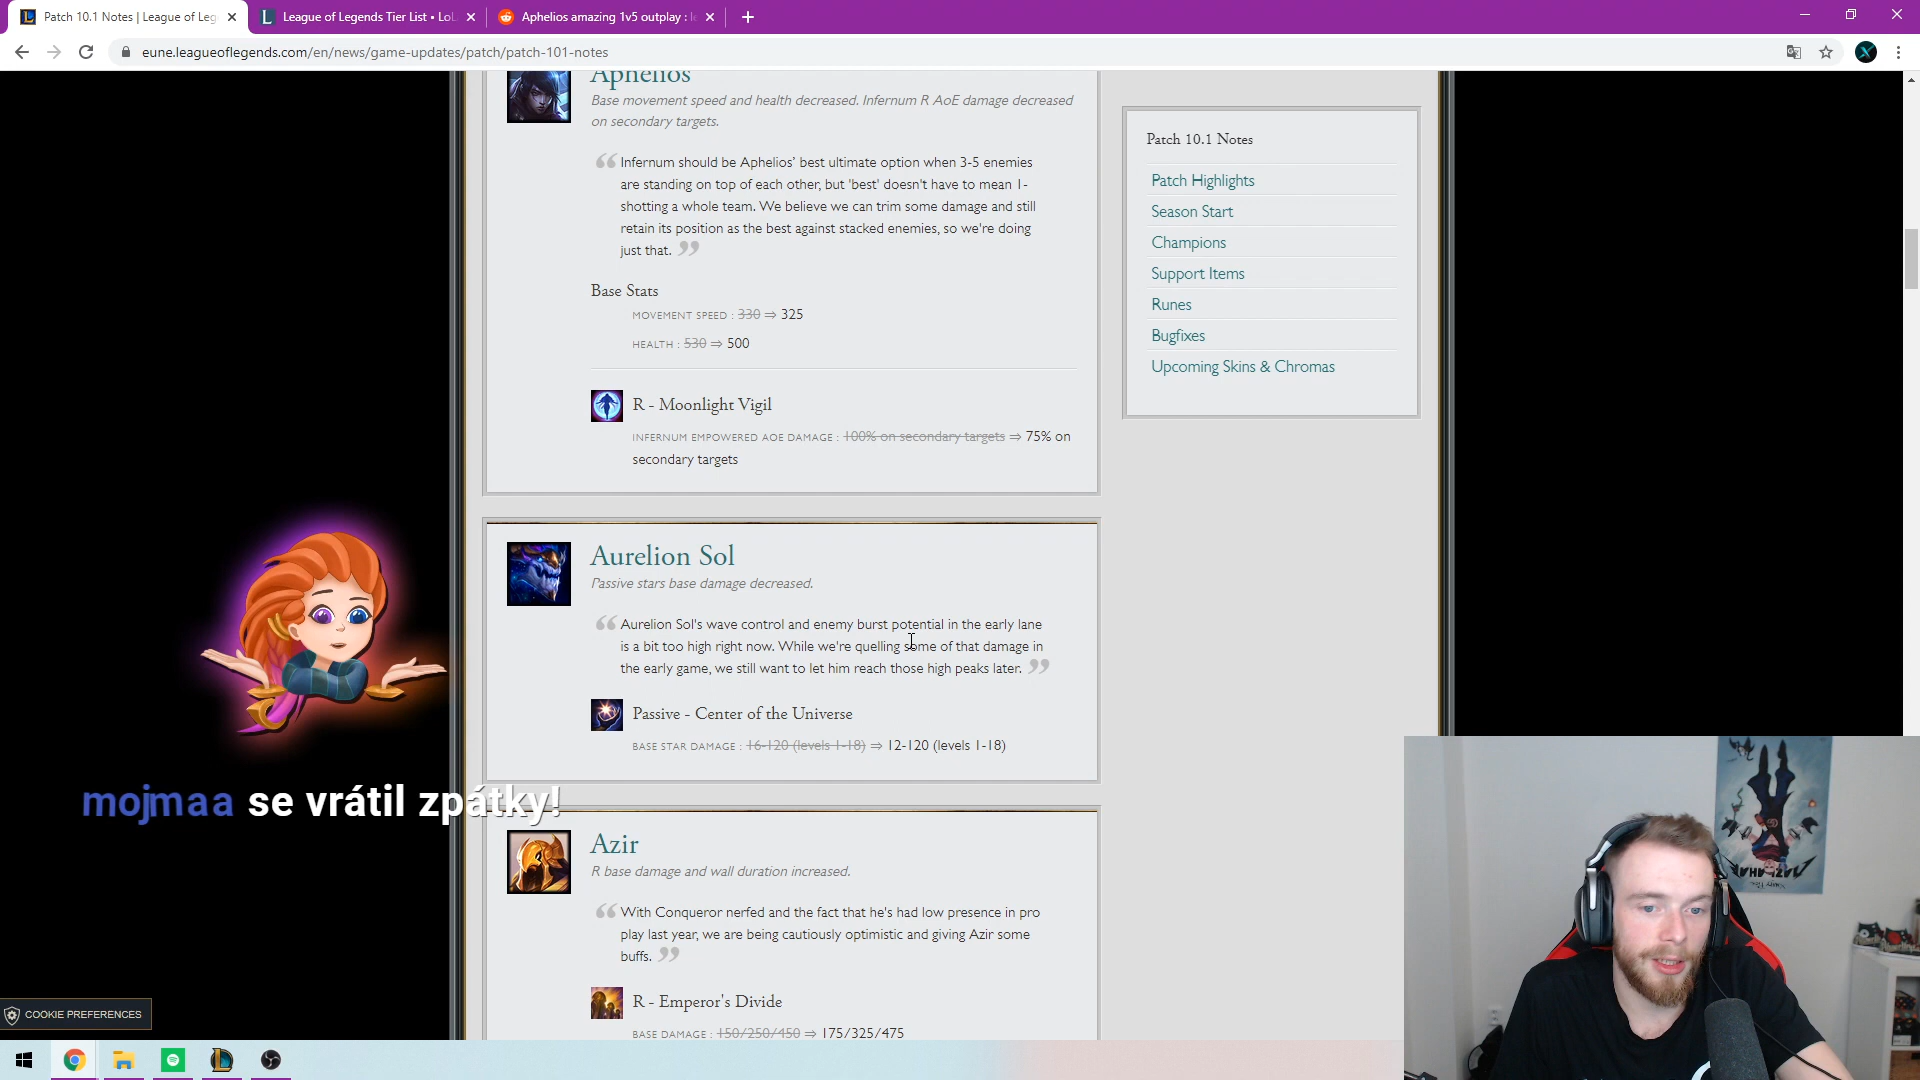 Patch 10.1 Notes | League of Leg
League of Legends Tier List • LoL
Aphelios amazing 1v5 outplay : l
eune.leagueoflegends.com/en/news/game-updates/patch/patch-101-notes
Aphelios
Base movement speed and health decreased. Infernum R AoE damage decreased
on secondary targets.
Infernum should be Aphelios' best ultimate option when 3-5 enemies
are standing on top of each other, but 'best' doesn't have to mean 1-
shotting a whole team. We believe we can trim some damage and still
retain its position as the best against stacked enemies, so we're doing
just that.
Base Stats
MOVEMENT SPEED : 330 ⇒ 325
HEALTH : 530 ⇒ 500
R - Moonlight Vigil
INFERNUM EMPOWERED AOE DAMAGE : 100% on secondary targets ⇒ 75% on
secondary targets
Aurelion Sol
Passive stars base damage decreased.
Aurelion Sol's wave control and enemy burst potential in the early lane
is a bit too high right now. While we're quelling some of that damage in
the early game, we still want to let him reach those high peaks later.
Passive - Center of the Universe
BASE STAR DAMAGE : 16-120 (levels 1-18) ⇒ 12-120 (levels 1-18)
Azir
R base damage and wall duration increased.
With Conqueror nerfed and the fact that he's had low presence in pro
play last year, we are being cautiously optimistic and giving Azir some
buffs.
R - Emperor's Divide
BASE DAMAGE : 150/250/450 ⇒ 175/325/475
Patch 10.1 Notes
Patch Highlights
Season Start
Champions
Support Items
Runes
Bugfixes
Upcoming Skins & Chromas
mojmaa se vrátil zpátky!
COOKIE PREFERENCES